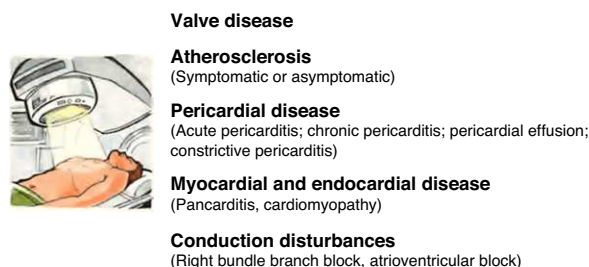 Valve disease
Atherosclerosis
(Symptomatic or asymptomatic)
Pericardial disease
(Acute pericarditis; chronic pericarditis; pericardial effusion;
constrictive pericarditis)
Myocardial and endocardial disease
(Pancarditis, cardiomyopathy)
Conduction disturbances
(Right bundle branch block, atrioventricular block)